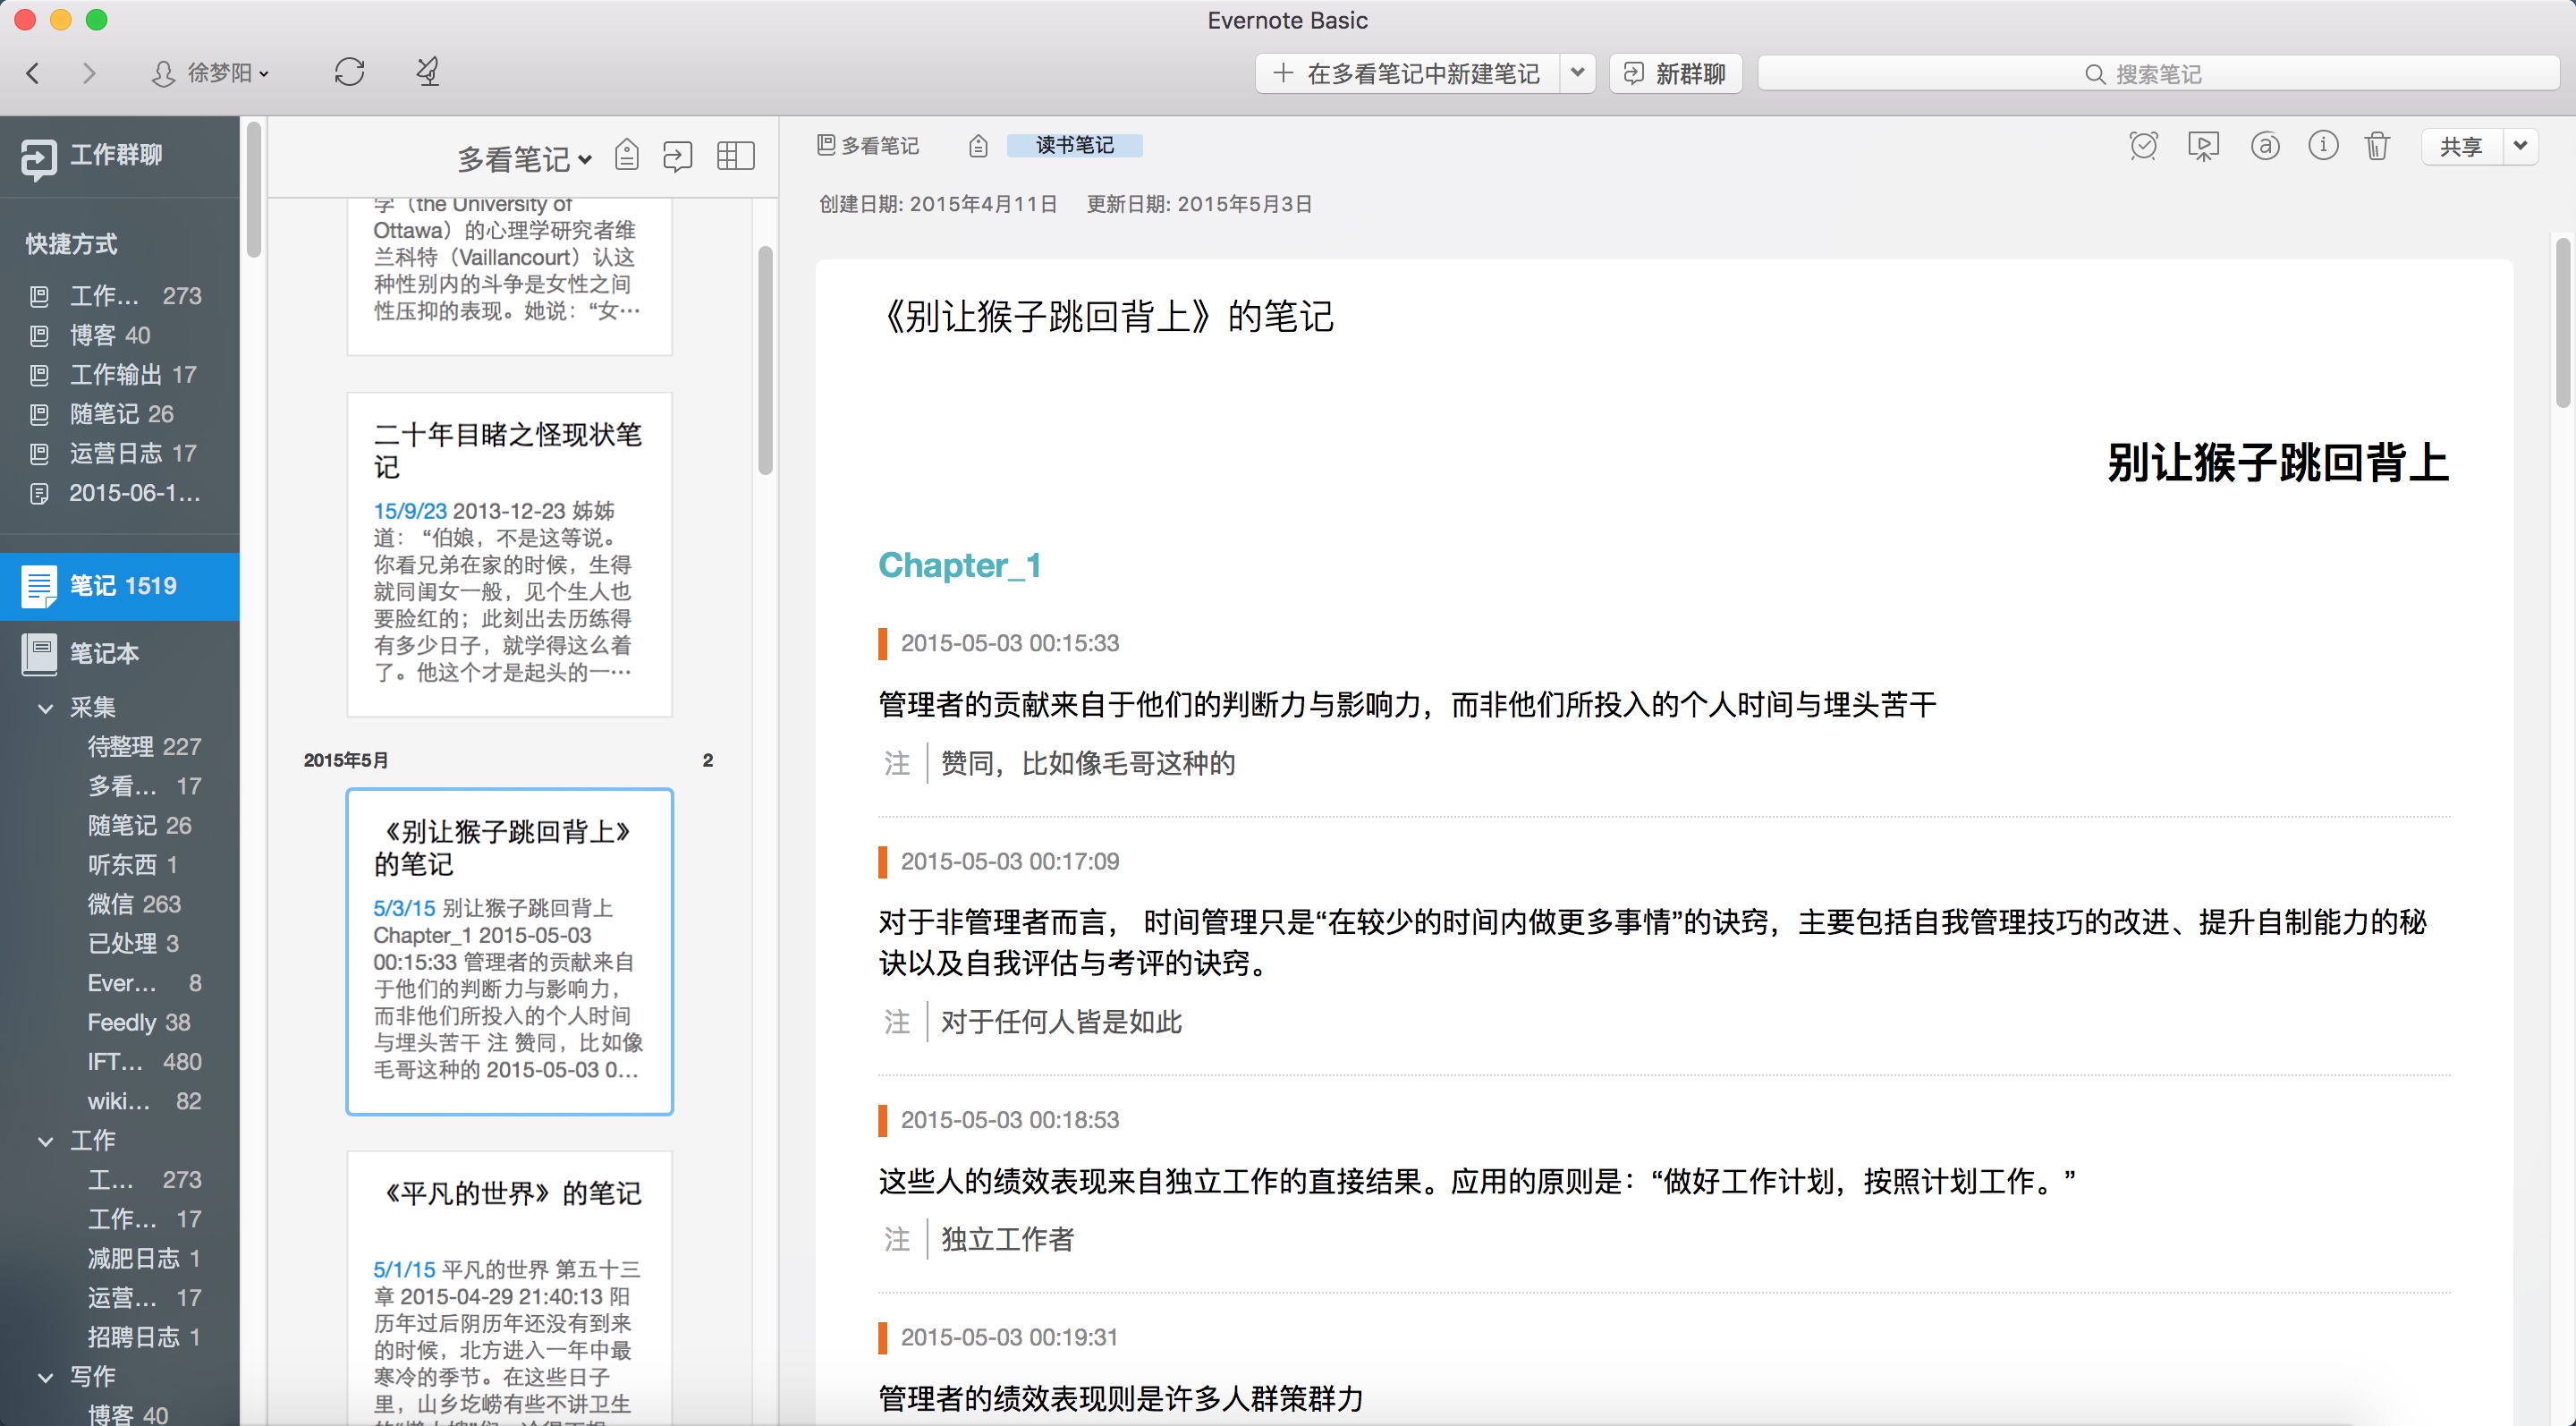 Evernote Basic
徐梦阳
在多看笔记中新建笔记
新群聊
搜索笔记
工作群聊
快捷方式
工作… 273
博客 40
工作输出 17
随笔记 26
运营日志 17
2015-06-1…
笔记 1519
笔记本
采集
待整理 227
多看… 17
随笔记 26
听东西 1
微信 263
已处理 3
Ever… 8
Feedly 38
IFT… 480
wiki… 82
工作
工… 273
工作… 17
减肥日志 1
运营… 17
招聘日志 1
写作
博客 40
多看笔记
学（the University of
Ottawa）的心理学研究者维
兰科特（Vaillancourt）认这
种性别内的斗争是女性之间
性压抑的表现。她说：“女…
二十年目睹之怪现状笔
记
15/9/23 2013-12-23 姊姊
道：“伯娘，不是这等说。
你看兄弟在家的时候，生得
就同闺女一般，见个生人也
要脸红的；此刻出去历练得
有多少日子，就学得这么着
了。他这个才是起头的一…
2015年5月 2
《别让猴子跳回背上》
的笔记
5/3/15 别让猴子跳回背上
Chapter_1 2015-05-03
00:15:33 管理者的贡献来自
于他们的判断力与影响力，
而非他们所投入的个人时间
与埋头苦干 注 赞同，比如像
毛哥这种的 2015-05-03 0...
《平凡的世界》的笔记
5/1/15 平凡的世界 第五十三
章 2015-04-29 21:40:13 阳
历年过后阴历年还没有到来
的时候，北方进入一年中最
寒冷的季节。在这些日子
里，山乡圪崂有些不讲卫生
多看笔记
读书笔记
共享
创建日期: 2015年4月11日 更新日期: 2015年5月3日
《别让猴子跳回背上》的笔记
别让猴子跳回背上
Chapter_1
2015-05-03 00:15:33
管理者的贡献来自于他们的判断力与影响力，而非他们所投入的个人时间与埋头苦干
注 赞同，比如像毛哥这种的
2015-05-03 00:17:09
对于非管理者而言， 时间管理只是“在较少的时间内做更多事情”的诀窍，主要包括自我管理技巧的改进、提升自制能力的秘
诀以及自我评估与考评的诀窍。
注 对于任何人皆是如此
2015-05-03 00:18:53
这些人的绩效表现来自独立工作的直接结果。应用的原则是：“做好工作计划，按照计划工作。”
注 独立工作者
2015-05-03 00:19:31
管理者的绩效表现则是许多人群策群力